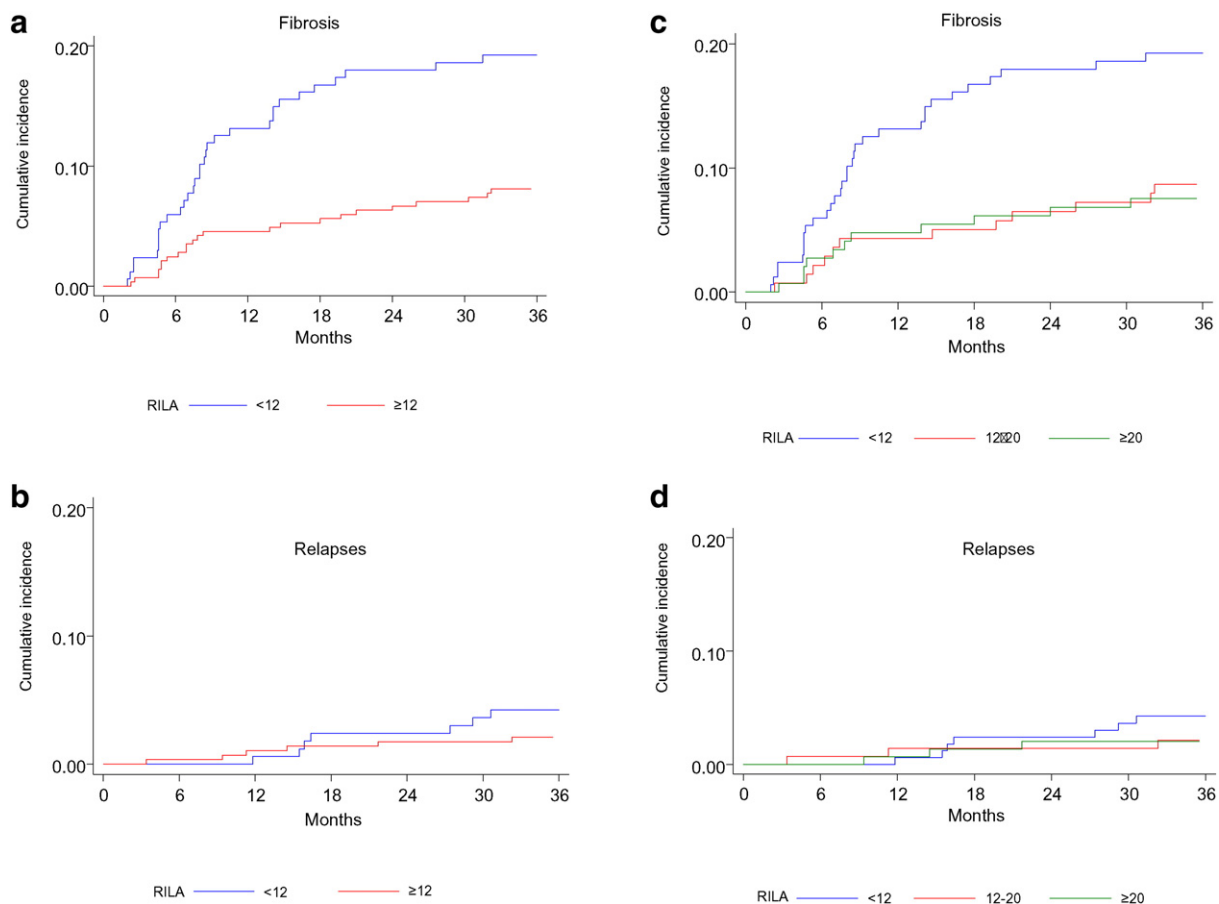 a
Fibrosis
Cumulative incidence
0.20
0.10
0.00
0 6 12 18 24 30 36
Months
RILA <12 ≥12
c
Fibrosis
Cumulative incidence
0.20
0.10
0.00
0 6 12 18 24 30 36
Months
RILA <12 12☒20 ≥20
b
Relapses
Cumulative incidence
0.20
0.10
0.00
0 6 12 18 24 30 36
Months
RILA <12 ≥12
d
Relapses
Cumulative incidence
0.20
0.10
0.00
0 6 12 18 24 30 36
Months
RILA <12 12-20 ≥20